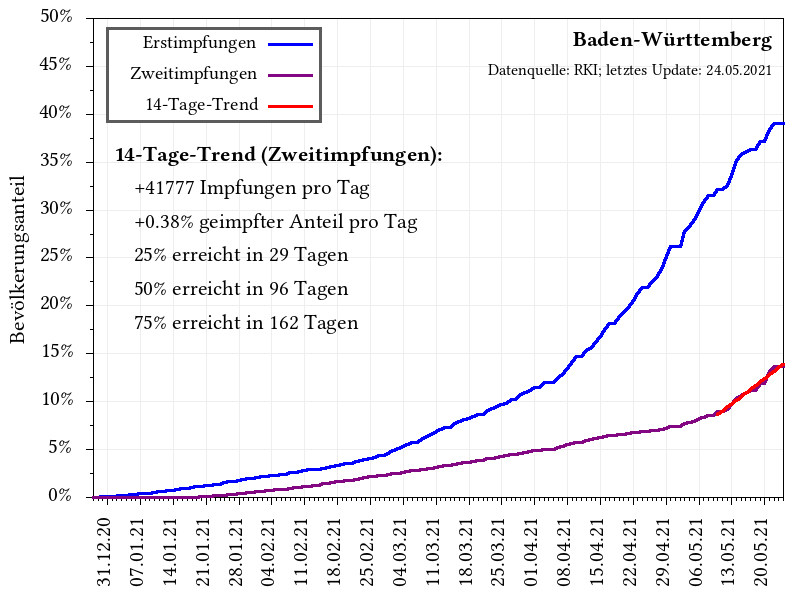 50%
45%
40%
35%
30%
25%
20%
15%
10%
5%
0%
Bevölkerungsanteil
Erstimpfungen
Zweitimpfungen
14-Tage-Trend
Baden-Württemberg
Datenquelle: RKI; letztes Update: 24.05.2021
14-Tage-Trend (Zweitimpfungen):
+41777 Impfungen pro Tag
+0.38% geimpfter Anteil pro Tag
25% erreicht in 29 Tagen
50% erreicht in 96 Tagen
75% erreicht in 162 Tagen
31.12.20
07.01.21
14.01.21
21.01.21
28.01.21
04.02.21
11.02.21
18.02.21
25.02.21
04.03.21
11.03.21
18.03.21
25.03.21
01.04.21
08.04.21
15.04.21
22.04.21
29.04.21
06.05.21
13.05.21
20.05.21